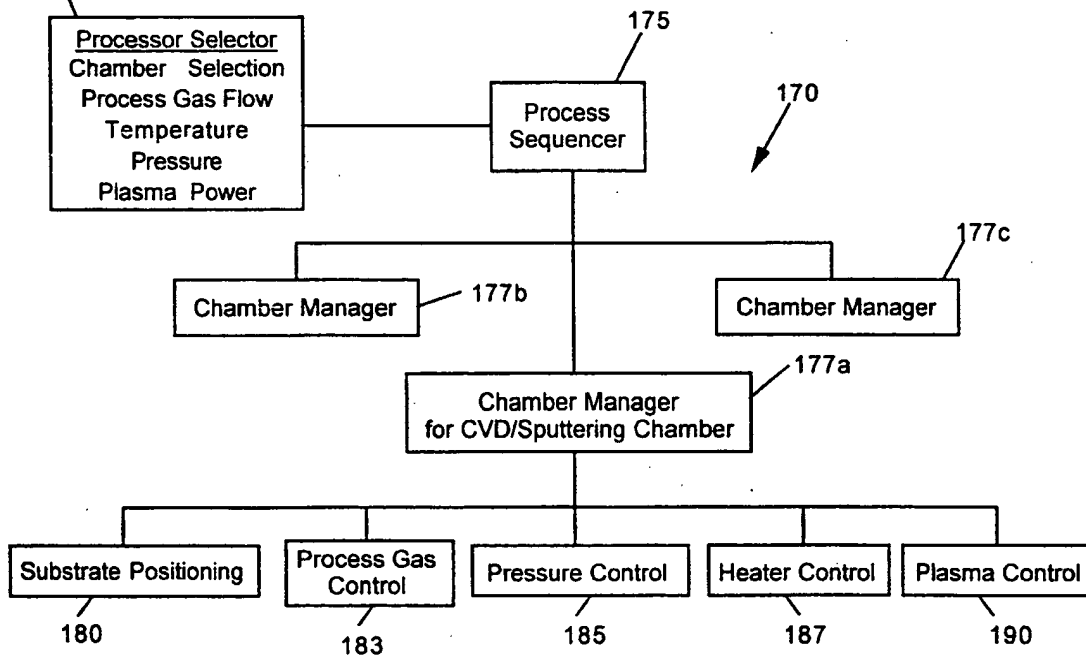 175
Processor Selector
Chamber Selection
Process Gas Flow
Temperature
Pressure
Plasma Power
Process
Sequencer
170
177c
Chamber Manager
177b
Chamber Manager
177a
Chamber Manager
for CVD/Sputtering Chamber
Substrate Positioning
Process Gas
Control
Pressure Control
Heater Control
Plasma Control
180
183
185
187
190